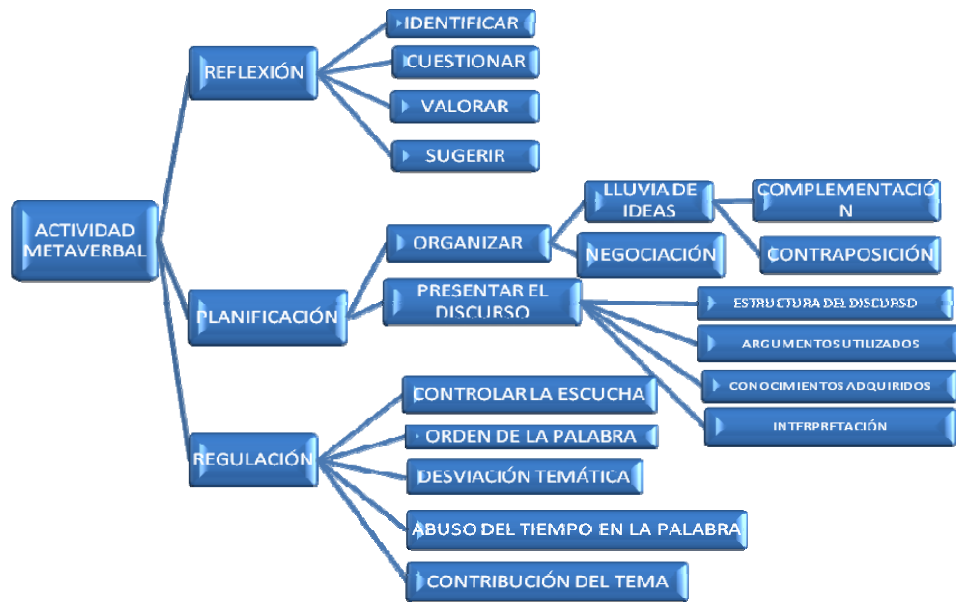 ACTIVIDAD
METAVERBAL
REFLEXIÓN
IDENTIFICAR
CUESTIONAR
VALORAR
SUGERIR
PLANIFICACIÓN
ORGANIZAR
LLUVIA DE
IDEAS
COMPLEMENTACIÓ
N
CONTRAPOSICIÓN
NEGOCIACIÓN
PRESENTAR EL
DISCURSO
ESTRUCTURA DEL DISCURSO
ARGUMENTOS UTILIZADOS
CONOCIMIENTOS ADQUIRIDOS
INTERPRETACIÓN
REGULACIÓN
CONTROLAR LA ESCUCHA
ORDEN DE LA PALABRA
DESVIACIÓN TEMÁTICA
ABUSO DEL TIEMPO EN LA PALABRA
CONTRIBUCIÓN DEL TEMA